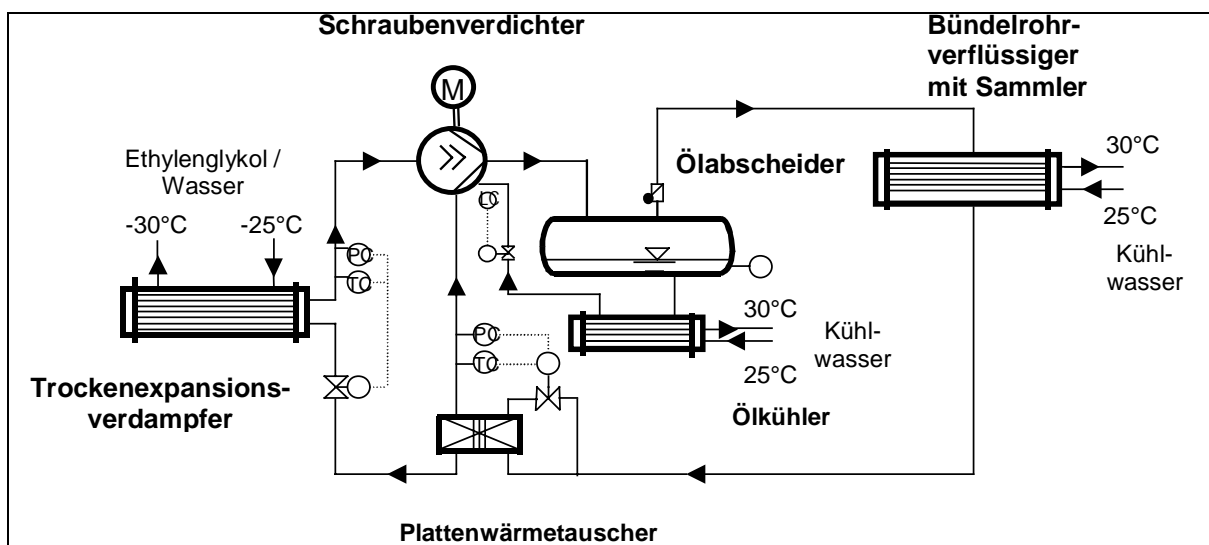 Schraubenverdichter
Bündelrohr-
verflüssiger
mit Sammler
M
Ethylenglykol /
Wasser
-30°C
-25°C
PC
TC
LC
Ölabscheider
30°C
25°C
Kühl-
wasser
30°C
25°C
Kühl-
wasser
PC
TC
Trockenexpansions-
verdampfer
Ölkühler
Plattenwärmetauscher